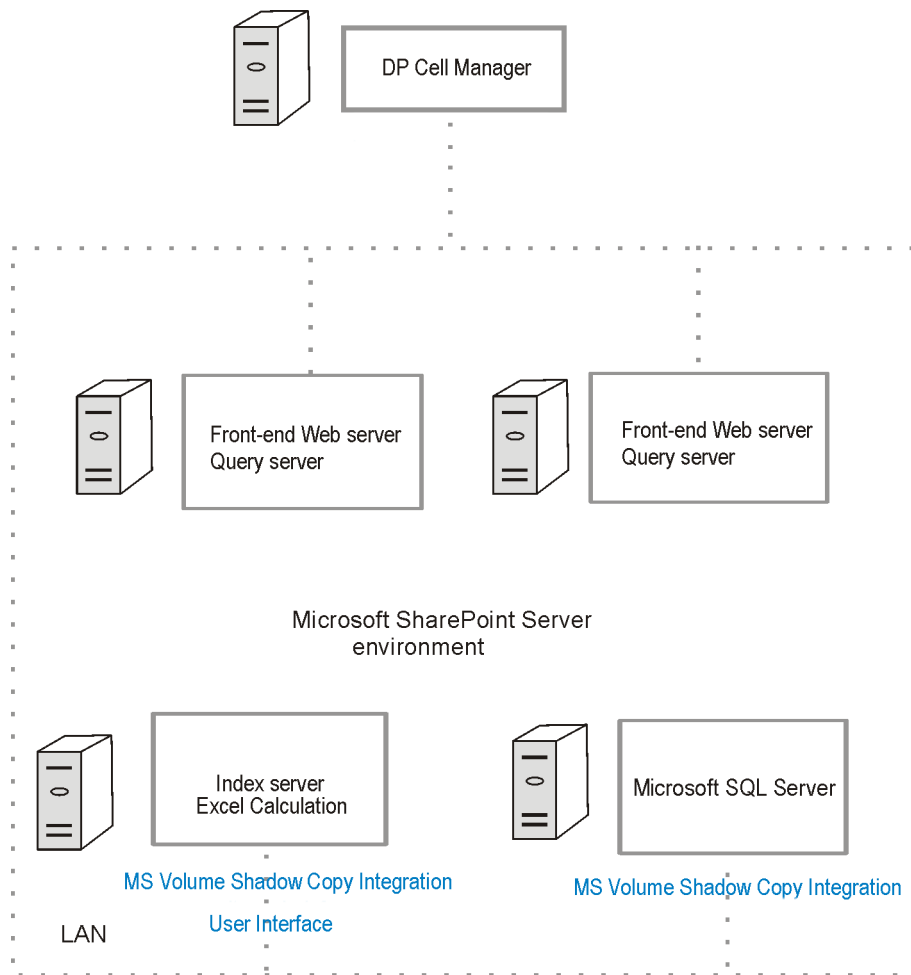 DP Cell Manager
Front-end Web server
Query server
Front-end Web server
Query server
Microsoft SharePoint Server
environment
Index server
Excel Calculation
Microsoft SQL Server
MS Volume Shadow Copy Integration
User Interface
MS Volume Shadow Copy Integration
LAN